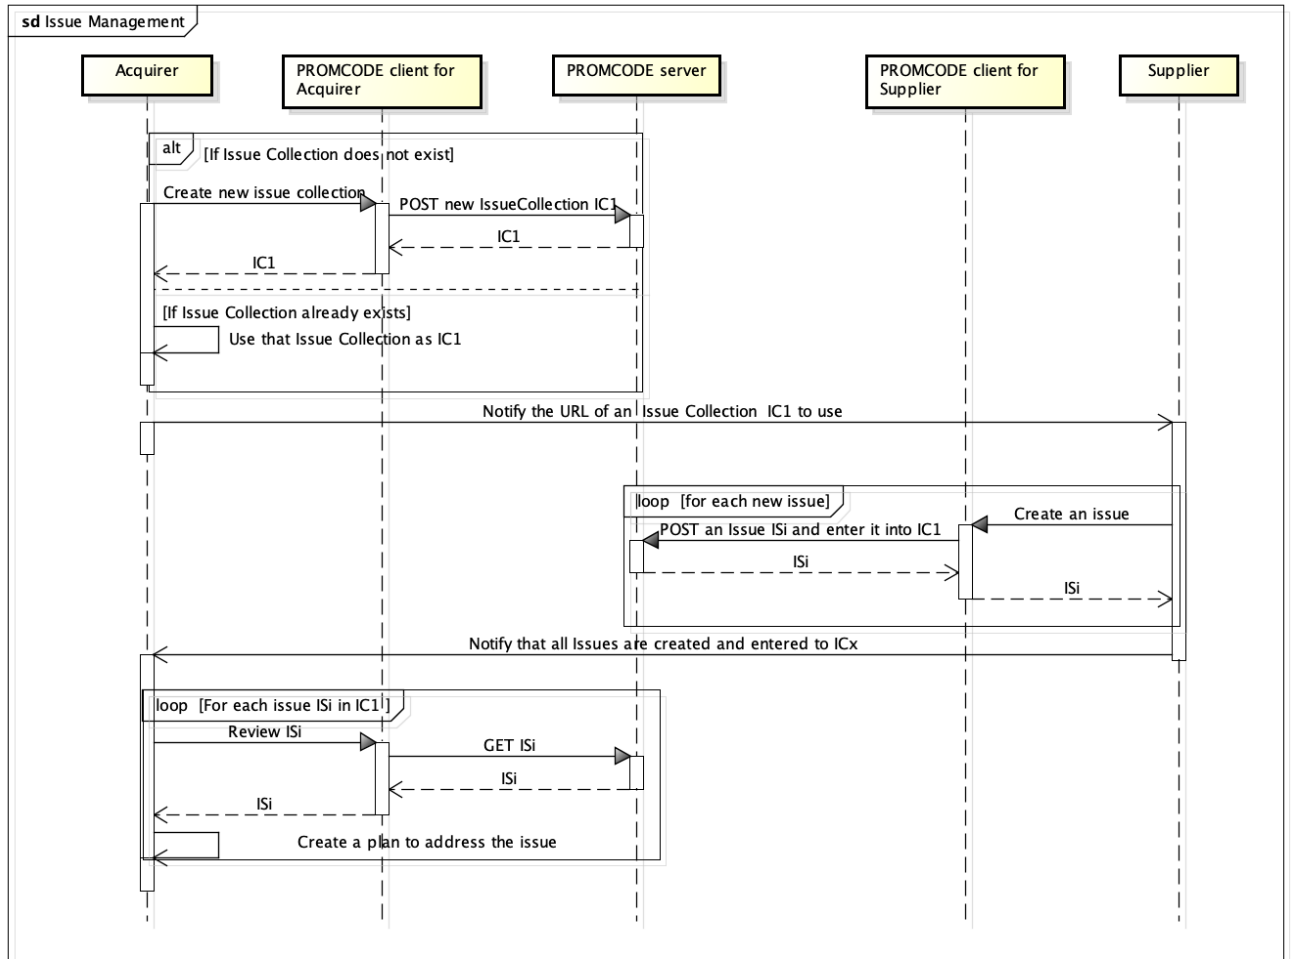 sd Issue Management
Acquirer
PROMCODE client for
Acquirer
PROMCODE server
PROMCODE client for
Supplier
Supplier
alt
[If Issue Collection does not exist]
Create new issue collection
POST new IssueCollection IC1
IC1
IC1
[If Issue Collection already exists]
Use that Issue Collection as IC1
Notify the URL of an Issue Collection IC1 to use
loop [for each new issue]
Create an issue
POST an Issue ISi and enter it into IC1
ISi
ISi
Notify that all Issues are created and entered to ICx
loop [For each issue ISi in IC1 ]
Review ISi
GET ISi
ISi
ISi
Create a plan to address the issue